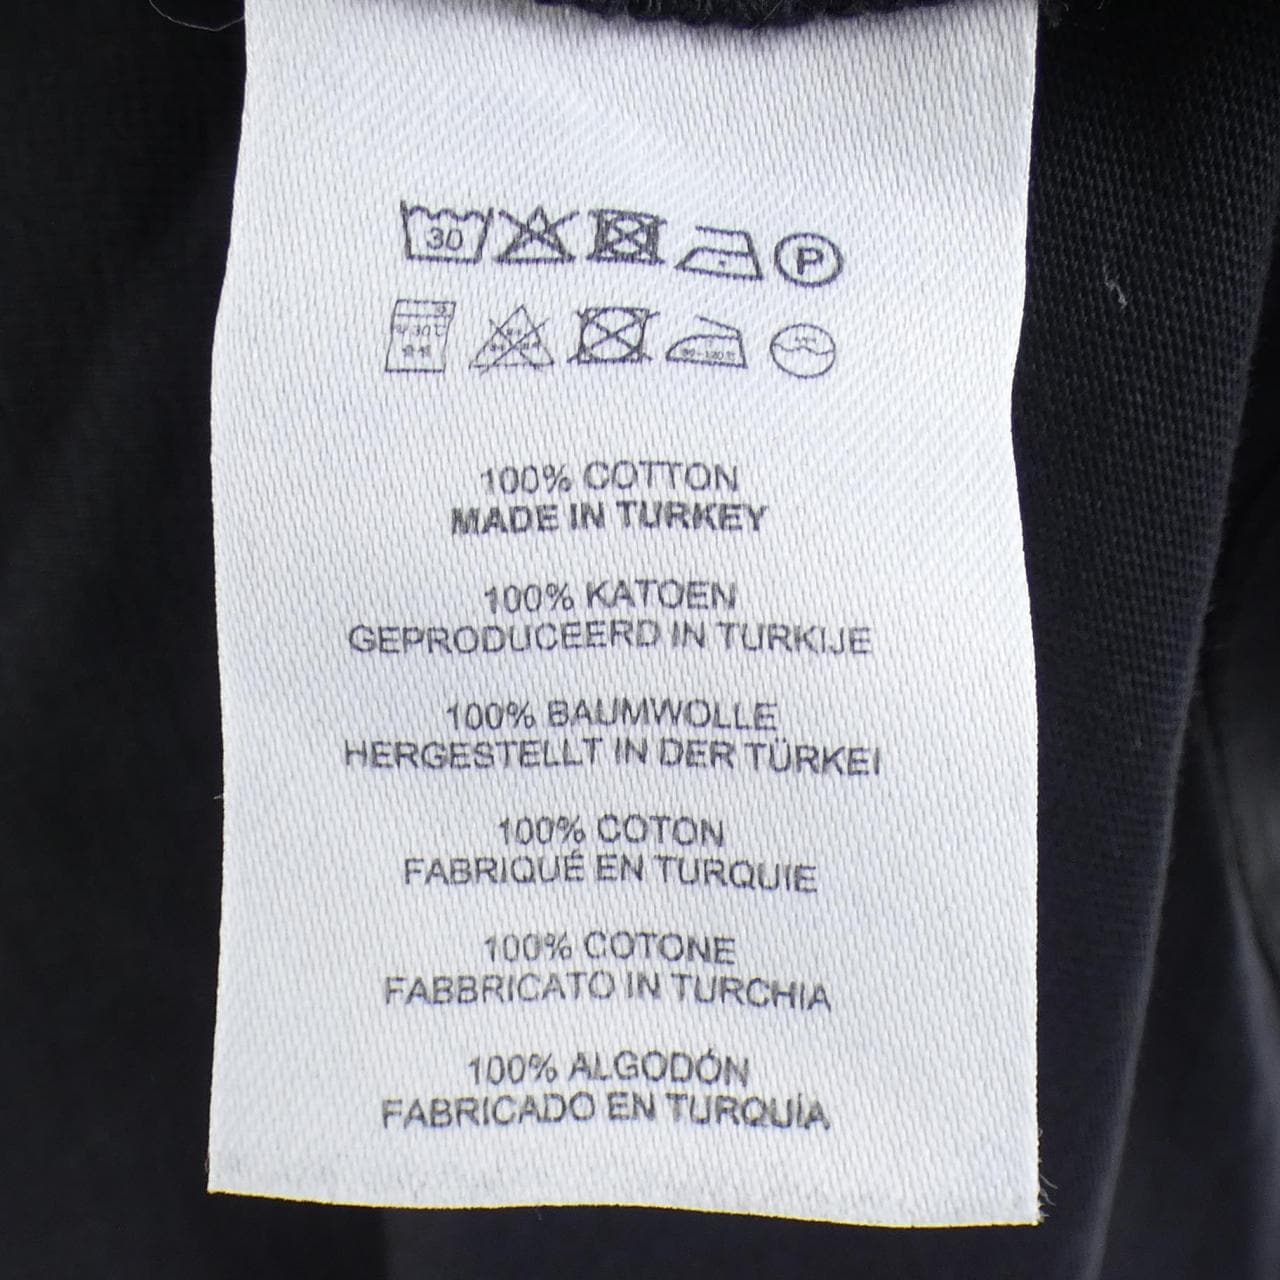 30
P
30℃
100% COTTON
MADE IN TURKEY
100% KATOEN
GEPRODUCEERD IN TURKIJE
100% BAUMWOLLE
HERGESTELLT IN DER TÜRKEI
100% COTON
FABRIQUÉ EN TURQUIE
100% COTONE
FABBRICATO IN TURCHIA
100% ALGODÓN
FABRICADO EN TURQUÍA